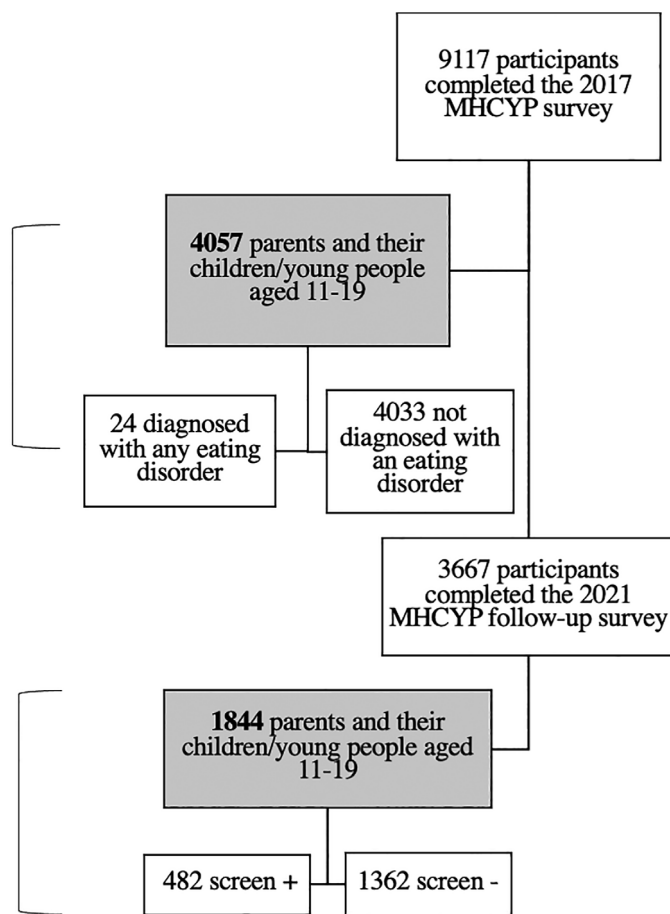 9117 participants
completed the 2017
MHCYP survey
4057 parents and their
children/young people
aged 11-19
24 diagnosed
with any eating
disorder
4033 not
diagnosed with
an eating
disorder
3667 participants
completed the 2021
MHCYP follow-up survey
1844 parents and their
children/young people aged
11-19
482 screen +
1362 screen -